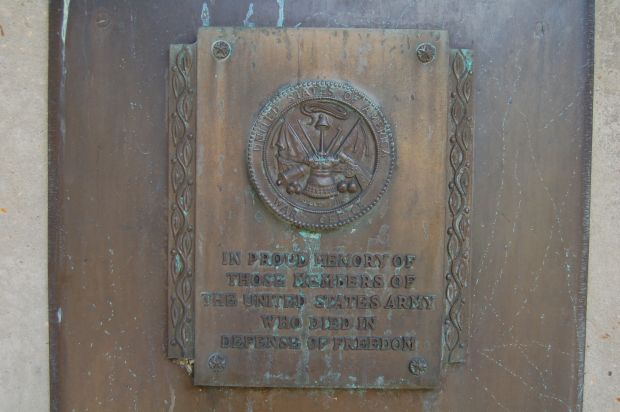 UNITED STATES OF AMERICA
WAR OFFICE
IN PROUD MEMORY OF
THOSE MEMBERS OF
THE UNITED STATES ARMY
WHO DIED IN
DEFENSE OF FREEDOM